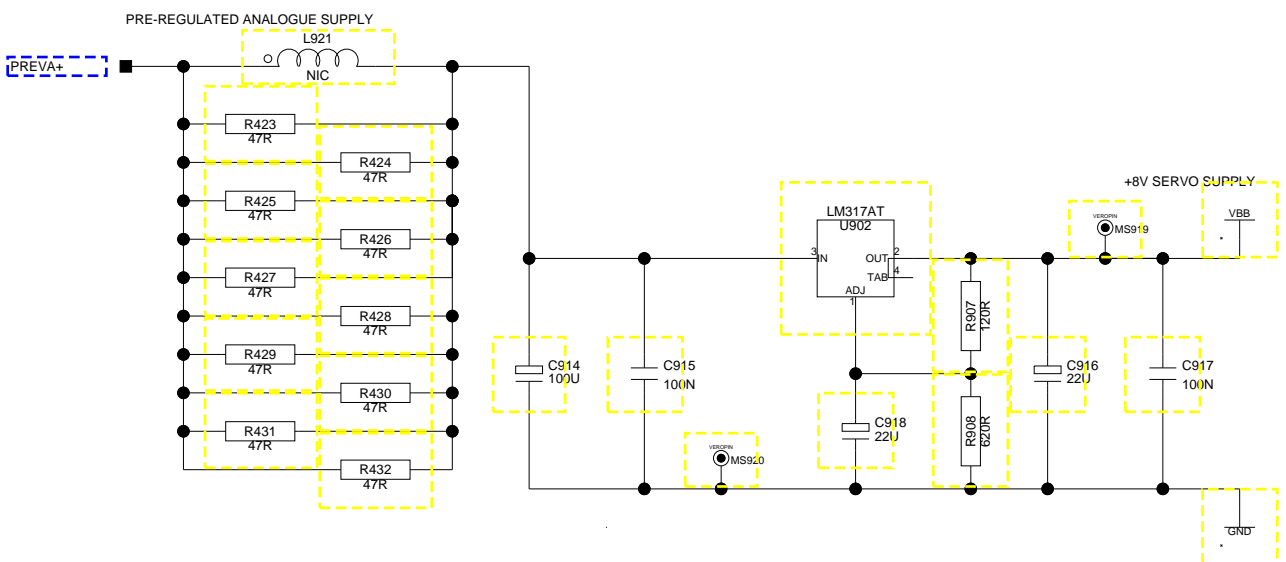 PRE-REGULATED ANALOGUE SUPPLY
L921
PREVA+
NIC
R423
47R
R424
47R
R425
47R
R426
47R
R427
47R
R428
47R
R429
47R
R430
47R
R431
47R
R432
47R
C914
100U
C915
100N
VEROPIN
MS920
LM317AT
U902
3
IN
OUT
2
TAB
4
ADJ
1
R907
120R
R908
620R
C918
22U
C916
22U
VEROPIN
MS919
C917
100N
+8V SERVO SUPPLY
VBB
GND